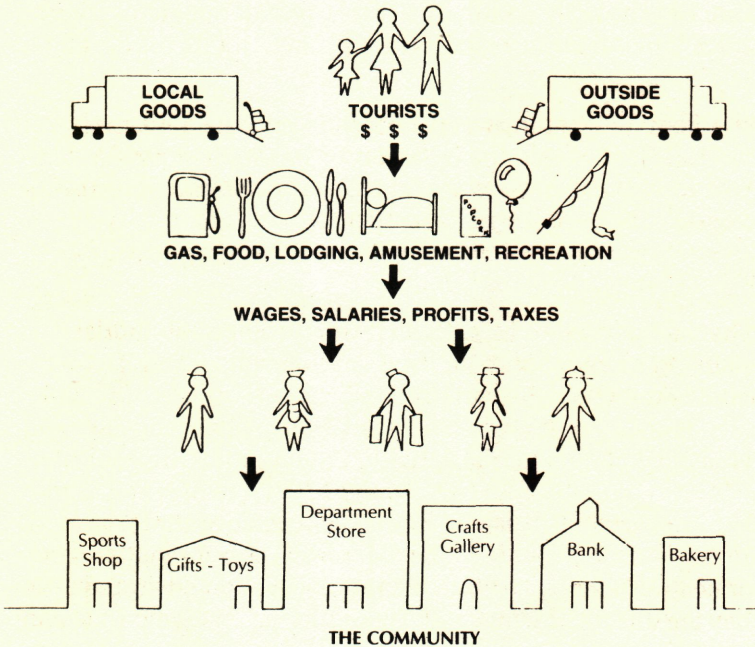 LOCAL
GOODS
TOURISTS
$ $ $
OUTSIDE
GOODS
POPCORN
GAS, FOOD, LODGING, AMUSEMENT, RECREATION
WAGES, SALARIES, PROFITS, TAXES
Sports
Shop
Gifts - Toys
Department
Store
Crafts
Gallery
Bank
Bakery
THE COMMUNITY